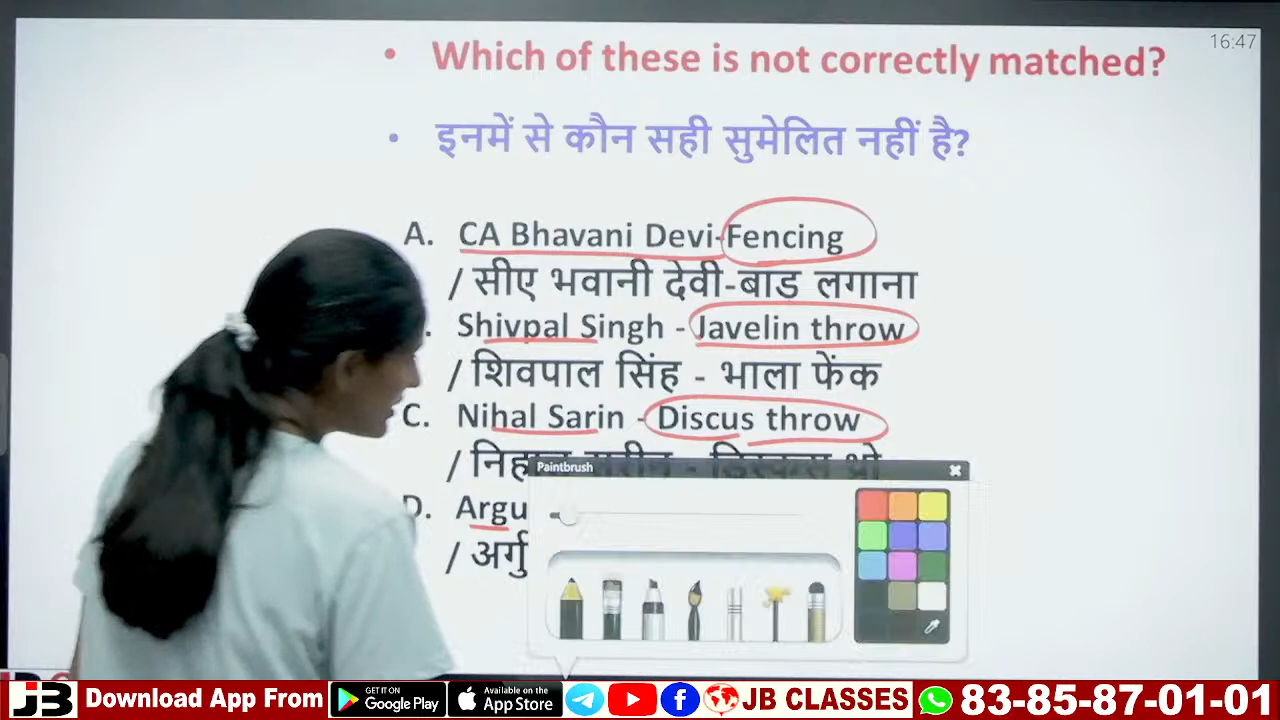 16:47
• Which of these is not correctly matched?
• इनमें से कौन सही सुमेलित नहीं है?
A. CA Bhavani Devi-Fencing
/ सीए भवानी देवी-बाड लगाना
Shivpal Singh - Javelin throw
/ शिवपाल सिंह - भाला फेंक
C. Nihal Sarin - Discus throw
Paintbrush
D. Argu
/ अर्गु
JB Download App From GET IT ON Google Play Available on the App Store JB CLASSES 83-85-87-01-01